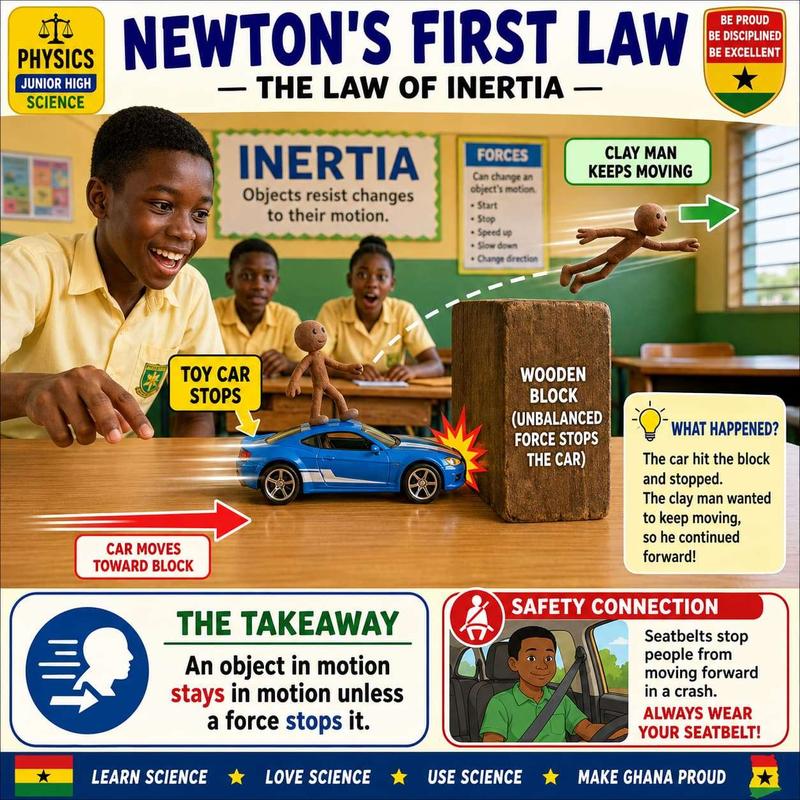 PHYSICS
JUNIOR HIGH
SCIENCE
NEWTON'S FIRST LAW
— THE LAW OF INERTIA —
BE PROUD
BE DISCIPLINED
BE EXCELLENT
INERTIA
Objects resist changes
to their motion.
FORCES
Can change an
object's motion.
• Start
• Stop
• Speed up
• Slow down
• Change direction
CLAY MAN
KEEPS MOVING
TOY CAR
STOPS
WOODEN
BLOCK
(UNBALANCED
FORCE STOPS
THE CAR)
WHAT HAPPENED?
The car hit the block
and stopped.
The clay man wanted
to keep moving,
so he continued
forward!
CAR MOVES
TOWARD BLOCK
THE TAKEAWAY
An object in motion
stays in motion unless
a force stops it.
SAFETY CONNECTION
Seatbelts stop
people from
moving forward
in a crash.
ALWAYS WEAR
YOUR SEATBELT!
LEARN SCIENCE ★ LOVE SCIENCE ★ USE SCIENCE ★ MAKE GHANA PROUD